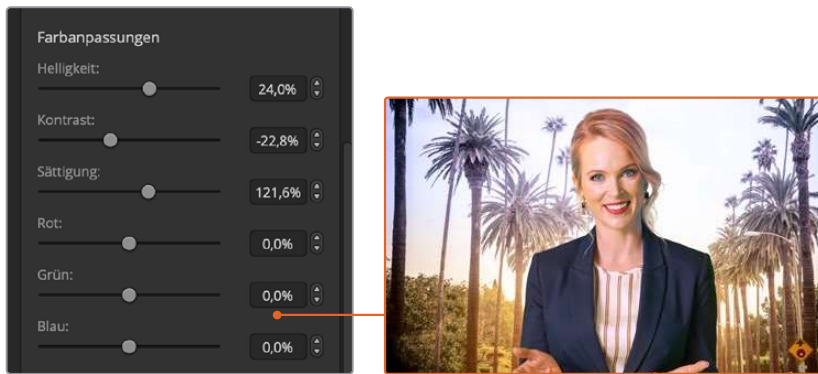 Farbanpassungen
Helligkeit:
24,0%
Kontrast:
-22,8%
Sättigung:
121,6%
Rot:
0,0%
Grün:
0,0%
Blau:
0,0%